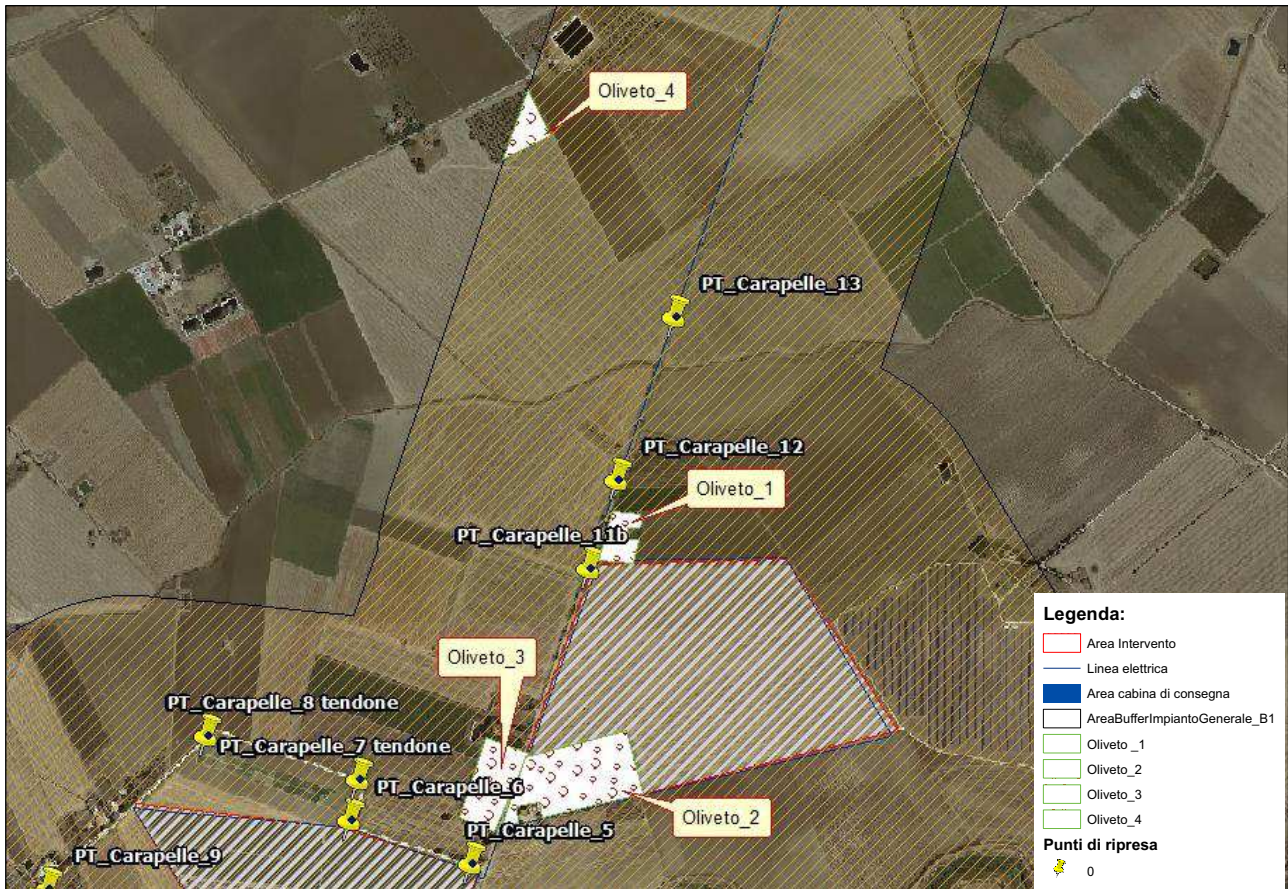 Oliveto_4
PT_Carapelle_13
PT_Carapelle_12
Oliveto_1
PT_Carapelle_11b
Oliveto_3
PT_Carapelle_8 tendone
PT_Carapelle_7 tendone
PT_Carapelle_6
Oliveto_2
PT_Carapelle_5
PT_Carapelle_9
Legenda:
Area Intervento
Linea elettrica
Area cabina di consegna
AreaBufferImpiantoGenerale_B1
Oliveto _1
Oliveto_2
Oliveto_3
Oliveto_4
Punti di ripresa
0